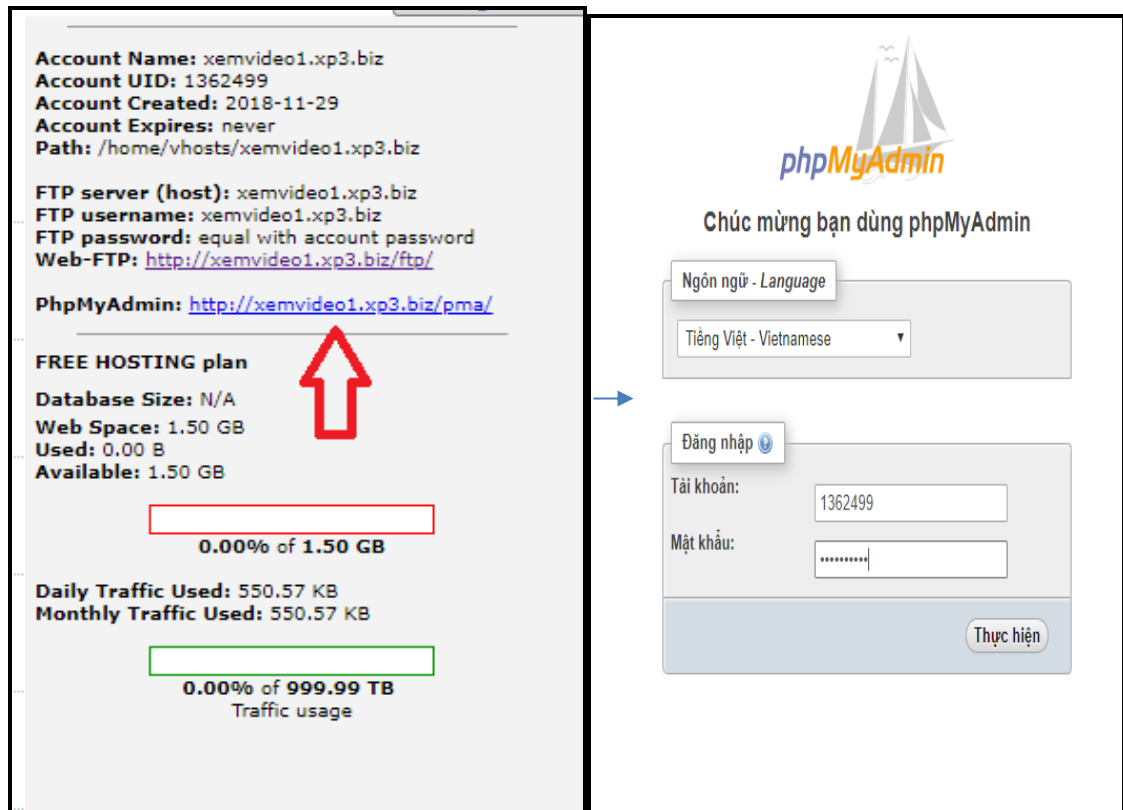 Account Name: xemvideo1.xp3.biz
Account UID: 1362499
Account Created: 2018-11-29
Account Expires: never
Path: /home/vhosts/xemvideo1.xp3.biz
FTP server (host): xemvideo1.xp3.biz
FTP username: xemvideo1.xp3.biz
FTP password: equal with account password
Web-FTP: http://xemvideo1.xp3.biz/ftp/
PhpMyAdmin: http://xemvideo1.xp3.biz/pma/
FREE HOSTING plan
Database Size: N/A
Web Space: 1.50 GB
Used: 0.00 B
Available: 1.50 GB
0.00% of 1.50 GB
Daily Traffic Used: 550.57 KB
Monthly Traffic Used: 550.57 KB
0.00% of 999.99 TB
Traffic usage
phpMyAdmin
Chúc mừng bạn dùng phpMyAdmin
Ngôn ngữ - Language
Tiếng Việt - Vietnamese
Đăng nhập
Tài khoản:
1362499
Mật khẩu:
••••••••••
Thực hiện